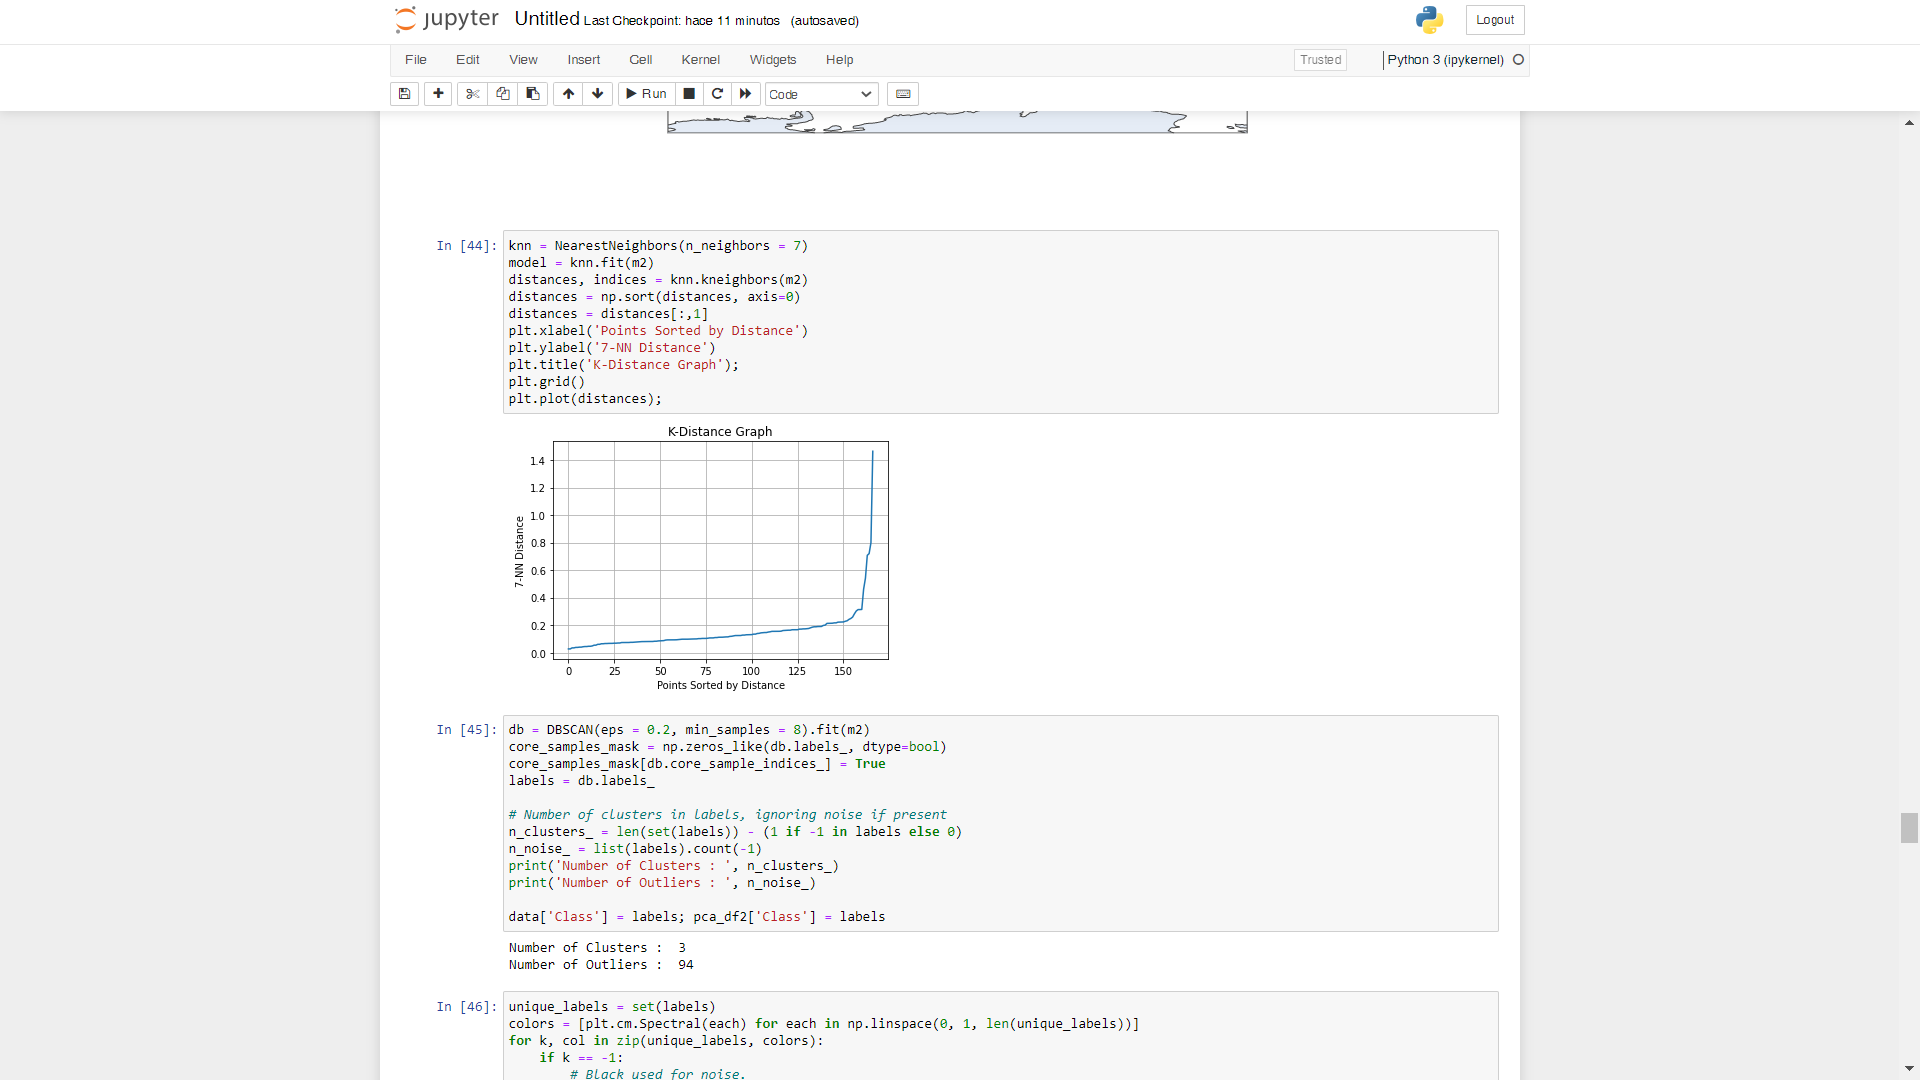 jupyter Untitled Last Checkpoint: hace 11 minutos (autosaved) Logout
File Edit View Insert Cell Kernel Widgets Help Trusted Python 3 (ipykernel)
Run Code
In [44]: knn = NearestNeighbors(n_neighbors = 7)
model = knn.fit(m2)
distances, indices = knn.kneighbors(m2)
distances = np.sort(distances, axis=0)
distances = distances[:,1]
plt.xlabel('Points Sorted by Distance')
plt.ylabel('7-NN Distance')
plt.title('K-Distance Graph');
plt.grid()
plt.plot(distances);
K-Distance Graph
7-NN Distance
1.4
1.2
1.0
0.8
0.6
0.4
0.2
0.0
0 25 50 75 100 125 150
Points Sorted by Distance
In [45]: db = DBSCAN(eps = 0.2, min_samples = 8).fit(m2)
core_samples_mask = np.zeros_like(db.labels_, dtype=bool)
core_samples_mask[db.core_sample_indices_] = True
labels = db.labels_
# Number of clusters in labels, ignoring noise if present
n_clusters_ = len(set(labels)) - (1 if -1 in labels else 0)
n_noise_ = list(labels).count(-1)
print('Number of Clusters : ', n_clusters_)
print('Number of Outliers : ', n_noise_)
data['Class'] = labels; pca_df2['Class'] = labels
Number of Clusters :  3
Number of Outliers :  94
In [46]: unique_labels = set(labels)
colors = [plt.cm.Spectral(each) for each in np.linspace(0, 1, len(unique_labels))]
for k, col in zip(unique_labels, colors):
    if k == -1:
        # Black used for noise.